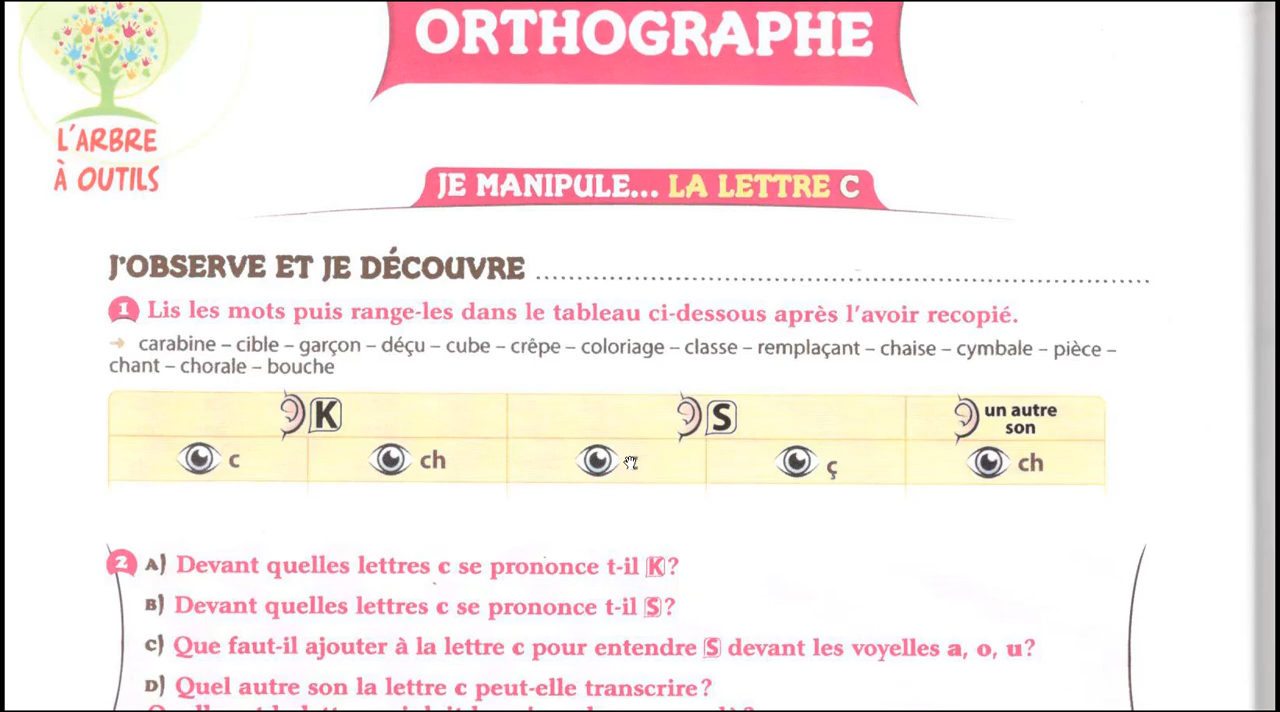 ORTHOGRAPHE
L'ARBRE
À OUTILS
JE MANIPULE... LA LETTRE C
J'OBSERVE ET JE DÉCOUVRE
1 Lis les mots puis range-les dans le tableau ci-dessous après l'avoir recopié.
→ carabine – cible – garçon – déçu – cube – crêpe – coloriage – classe – remplaçant – chaise – cymbale – pièce –
chant – chorale – bouche
K S un autre
son
c ch ç ch
2 A) Devant quelles lettres c se prononce t-il K ?
B) Devant quelles lettres c se prononce t-il S ?
C) Que faut-il ajouter à la lettre c pour entendre S devant les voyelles a, o, u ?
D) Quel autre son la lettre c peut-elle transcrire ?